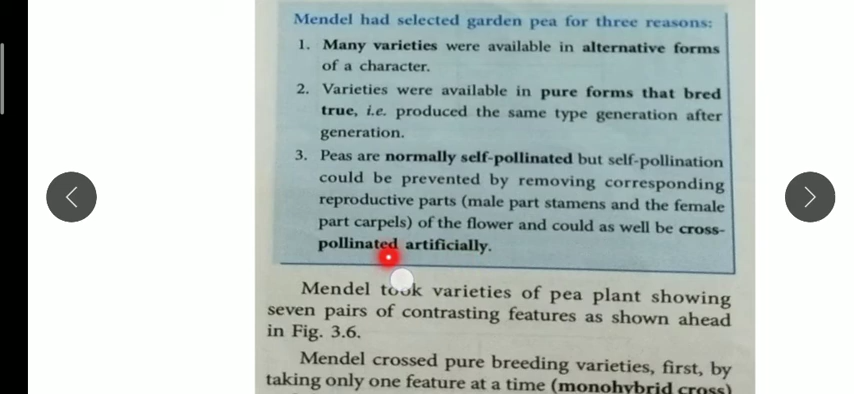 Mendel had selected garden pea for three reasons:
1. Many varieties were available in alternative forms
of a character.
2. Varieties were available in pure forms that bred
true, i.e. produced the same type generation after
generation.
3. Peas are normally self-pollinated but self-pollination
could be prevented by removing corresponding
reproductive parts (male part stamens and the female
part carpels) of the flower and could as well be cross-
pollinated artificially.
Mendel took varieties of pea plant showing
seven pairs of contrasting features as shown ahead
in Fig. 3.6.
Mendel crossed pure breeding varieties, first, by
taking only one feature at a time (monohybrid cross)